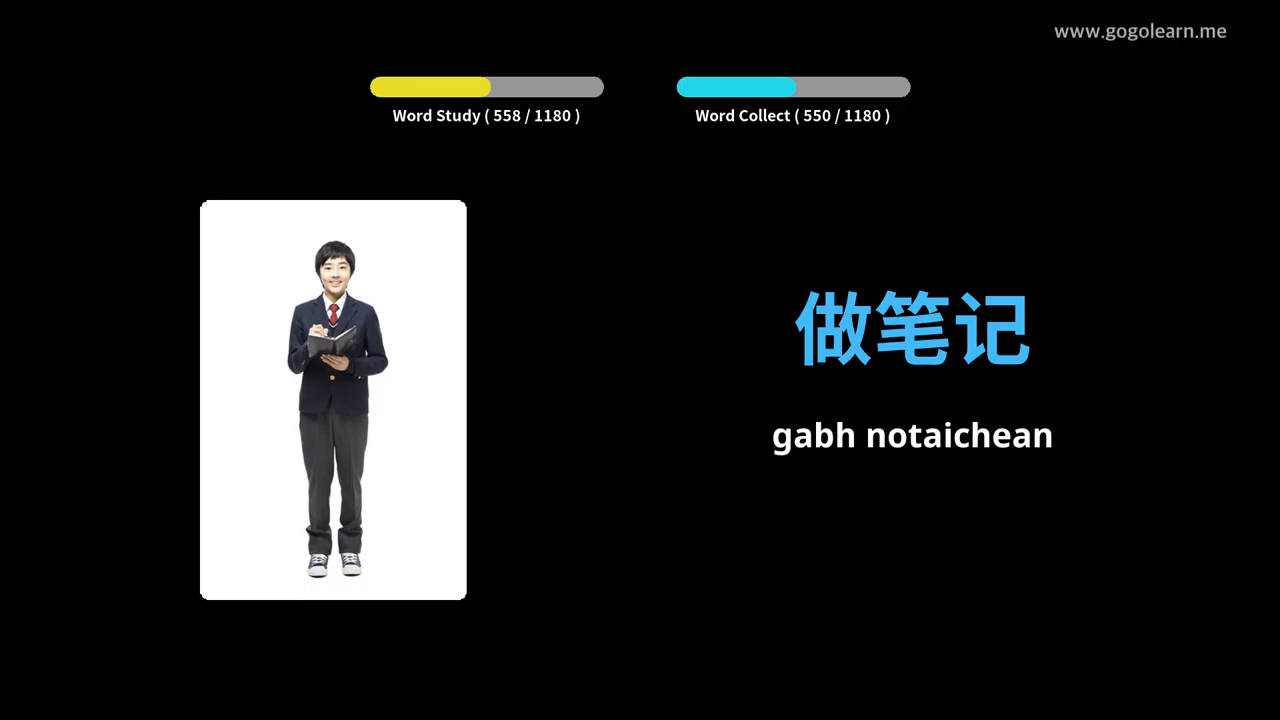 www.gogolearn.me
Word Study ( 558 / 1180 )
Word Collect ( 550 / 1180 )
做笔记
gabh notaichean